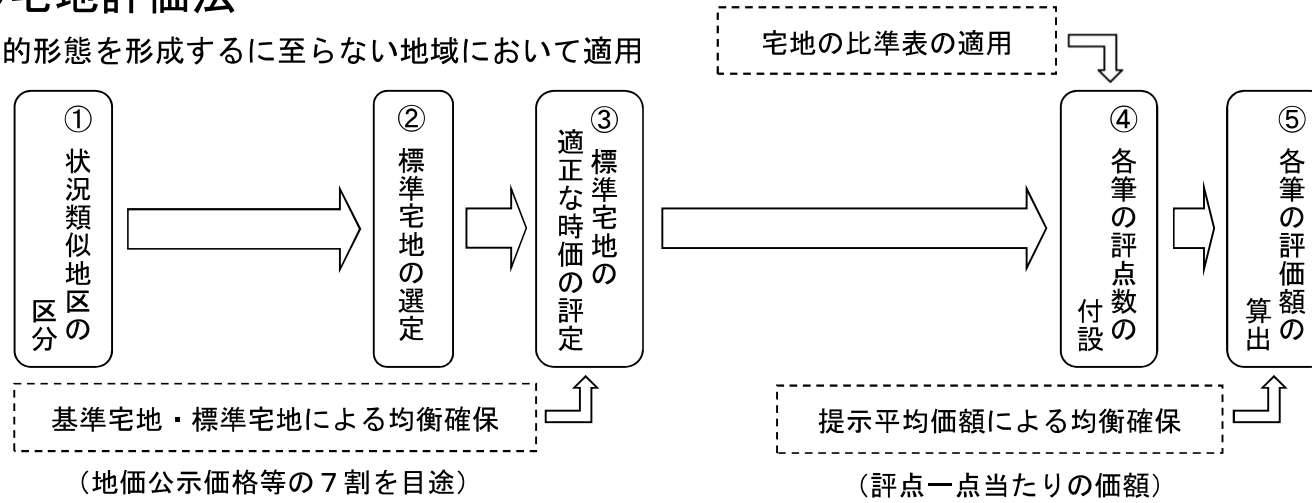 宅地評価法
的形態を形成するに至らない地域において適用
宅地の比準表の適用
① 状況類似地区の
区分
② 標準宅地の選定
③ 標準宅地の
適正な時価の評定
④ 各筆の評点数の
付設
⑤ 各筆の評価額の
算出
基準宅地・標準宅地による均衡確保
（地価公示価格等の７割を目途）
提示平均価額による均衡確保
（評点一点当たりの価額）